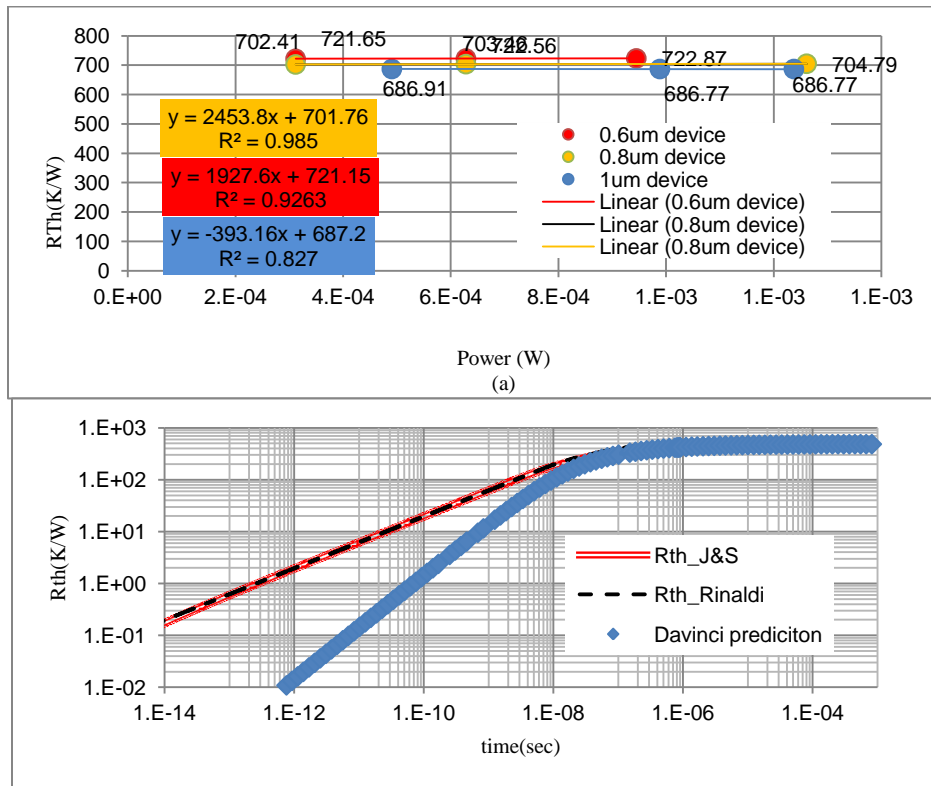 800
700
600
500
400
300
200
100
0
RTh(K/W)
702.41
721.65
703.46
722.56
722.87
704.79
686.91
686.77
686.77
y = 2453.8x + 701.76
R² = 0.985
y = 1927.6x + 721.15
R² = 0.9263
y = -393.16x + 687.2
R² = 0.827
0.6um device
0.8um device
1um device
Linear (0.6um device)
Linear (0.8um device)
Linear (0.8um device)
0.E+00 2.E-04 4.E-04 6.E-04 8.E-04 1.E-03 1.E-03 1.E-03
Power (W)
(a)
1.E+03
1.E+02
1.E+01
1.E+00
1.E-01
1.E-02
Rth(K/W)
Rth_J&S
Rth_Rinaldi
Davinci prediciton
1.E-14 1.E-12 1.E-10 1.E-08 1.E-06 1.E-04
time(sec)